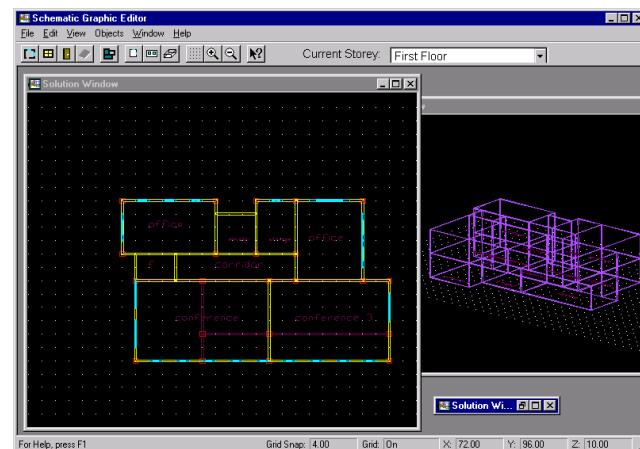 Schematic Graphic Editor
File Edit View Objects Window Help
Current Storey: First Floor
Solution Window
office
office
corridor
conference
conference 3
Solution Wi...
For Help, press F1 Grid Snap: 4.00 Grid: On X: 72.00 Y: 96.00 Z: 10.00